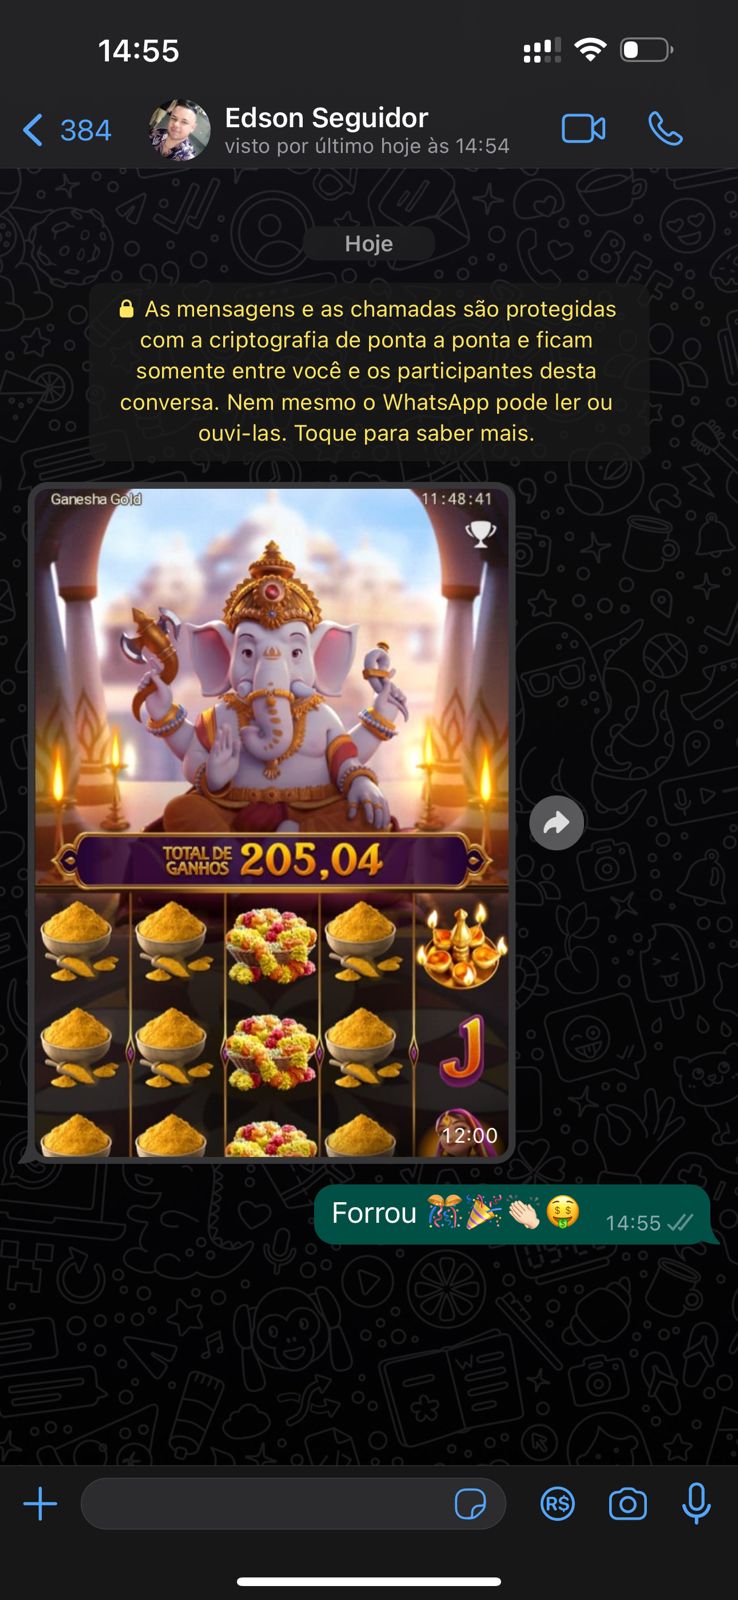 14:55
384
Edson Seguidor
visto por último hoje às 14:54
Hoje
As mensagens e as chamadas são protegidas
com a criptografia de ponta a ponta e ficam
somente entre você e os participantes desta
conversa. Nem mesmo o WhatsApp pode ler ou
ouvi-las. Toque para saber mais.
Ganesha Gold 11:48:41
TOTAL DE
GANHOS 205,04
J
12:00
Forrou 🎊🎉👏🏻🤑 14:55
R$